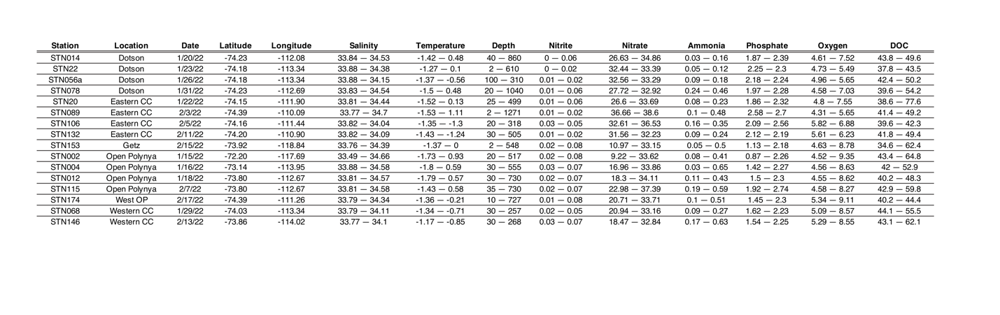 Station Location Date Latitude Longitude Salinity Temperature Depth Nitrite Nitrate Ammonia Phosphate Oxygen DOC
STN014 Dotson 1/20/22 -74.23 -112.08 33.84 — 34.53 -1.42 — 0.48 40 — 860 0 — 0.06 26.63 — 34.86 0.03 — 0.16 1.87 — 2.39 4.61 — 7.52 43.8 — 49.6
STN22 Dotson 1/23/22 -74.18 -113.34 33.88 — 34.38 -1.27 — 0.1 2 — 610 0 — 0.02 32.44 — 33.39 0.05 — 0.12 2.25 — 2.3 4.73 — 5.49 37.8 — 43.5
STN056a Dotson 1/26/22 -74.18 -113.34 33.88 — 34.15 -1.37 — -0.56 100 — 310 0.01 — 0.02 32.56 — 33.29 0.09 — 0.18 2.18 — 2.24 4.96 — 5.65 42.4 — 50.2
STN078 Dotson 1/31/22 -74.23 -112.69 33.83 — 34.54 -1.5 — 0.48 20 — 1040 0.01 — 0.06 27.72 — 32.92 0.24 — 0.46 1.97 — 2.28 4.58 — 7.03 39.6 — 54.2
STN20 Eastern CC 1/22/22 -74.15 -111.90 33.81 — 34.44 -1.52 — 0.13 25 — 499 0.01 — 0.06 26.6 — 33.69 0.08 — 0.23 1.86 — 2.32 4.8 — 7.55 38.6 — 77.6
STN089 Eastern CC 2/3/22 -74.39 -110.09 33.77 — 34.7 -1.53 — 1.11 2 — 1271 0.01 — 0.02 36.66 — 38.6 0.1 — 0.48 2.58 — 2.7 4.31 — 5.65 41.4 — 49.2
STN106 Eastern CC 2/5/22 -74.16 -111.44 33.82 — 34.04 -1.35 — -1.3 20 — 318 0.03 — 0.05 32.61 — 36.53 0.16 — 0.35 2.09 — 2.56 5.82 — 6.88 39.6 — 42.3
STN132 Eastern CC 2/11/22 -74.20 -110.90 33.82 — 34.09 -1.43 — -1.24 30 — 505 0.01 — 0.02 31.56 — 32.23 0.09 — 0.24 2.12 — 2.19 5.61 — 6.23 41.8 — 49.4
STN153 Getz 2/15/22 -73.92 -118.84 33.76 — 34.39 -1.37 — 0 2 — 548 0.02 — 0.08 10.97 — 33.15 0.05 — 0.5 1.13 — 2.18 4.63 — 8.78 34.6 — 62.4
STN002 Open Polynya 1/15/22 -72.20 -117.69 33.49 — 34.66 -1.73 — 0.93 20 — 517 0.02 — 0.08 9.22 — 33.62 0.08 — 0.41 0.87 — 2.26 4.52 — 9.35 43.4 — 64.8
STN004 Open Polynya 1/16/22 -73.14 -113.95 33.88 — 34.58 -1.8 — 0.59 30 — 555 0.03 — 0.07 16.96 — 33.86 0.03 — 0.65 1.42 — 2.27 4.56 — 8.63 42 — 52.9
STN012 Open Polynya 1/18/22 -73.80 -112.67 33.81 — 34.57 -1.79 — 0.57 30 — 730 0.02 — 0.07 18.3 — 34.11 0.11 — 0.43 1.5 — 2.3 4.55 — 8.62 40.2 — 48.3
STN115 Open Polynya 2/7/22 -73.80 -112.67 33.81 — 34.58 -1.43 — 0.58 35 — 730 0.02 — 0.07 22.98 — 37.39 0.19 — 0.59 1.92 — 2.74 4.58 — 8.27 42.9 — 59.8
STN174 West OP 2/17/22 -74.39 -111.26 33.79 — 34.34 -1.36 — -0.21 10 — 727 0.01 — 0.08 20.71 — 33.71 0.1 — 0.51 1.45 — 2.3 5.34 — 9.11 40.2 — 44.4
STN068 Western CC 1/29/22 -74.03 -113.34 33.79 — 34.11 -1.34 — -0.71 30 — 257 0.02 — 0.05 20.94 — 33.16 0.09 — 0.27 1.62 — 2.23 5.09 — 8.57 44.1 — 55.5
STN146 Western CC 2/13/22 -73.86 -114.02 33.77 — 34.1 -1.17 — -0.85 30 — 268 0.03 — 0.07 18.47 — 32.84 0.17 — 0.63 1.54 — 2.25 5.29 — 8.55 43.1 — 62.1